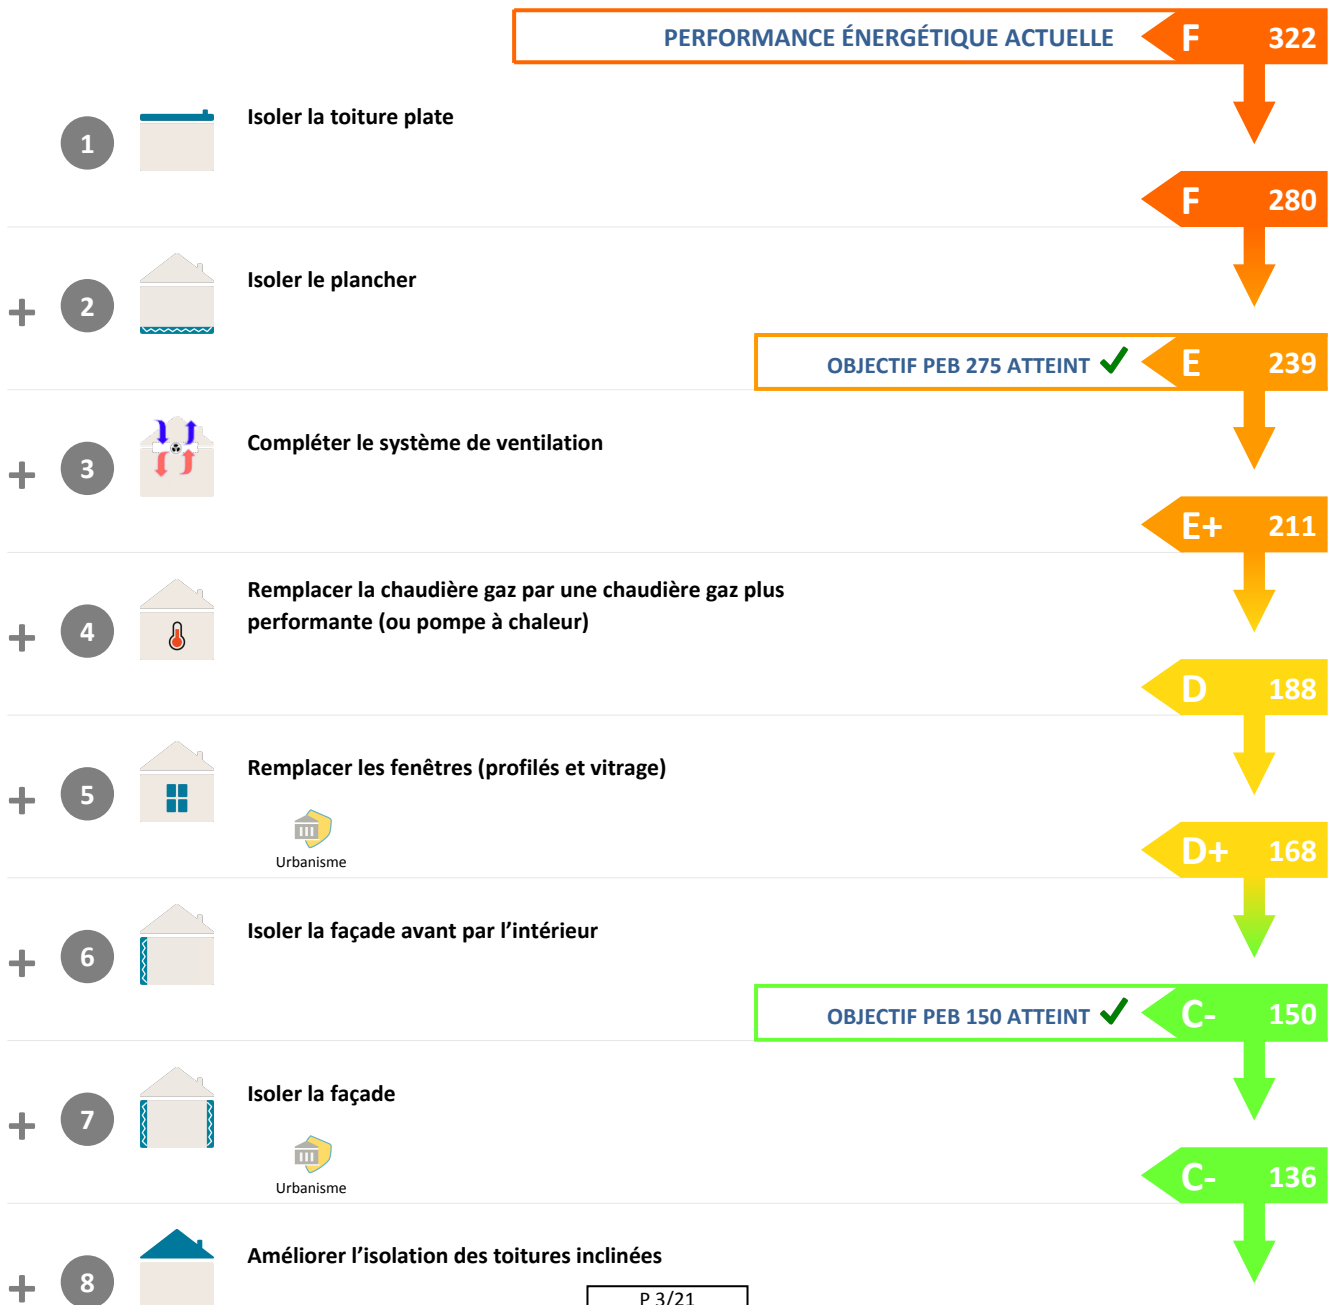 PERFORMANCE ÉNERGÉTIQUE ACTUELLE F 322
1 Isoler la toiture plate
F 280
+ 2 Isoler le plancher
OBJECTIF PEB 275 ATTEINT ✓ E 239
+ 3 Compléter le système de ventilation
E+ 211
+ 4 Remplacer la chaudière gaz par une chaudière gaz plus
performante (ou pompe à chaleur)
D 188
+ 5 Remplacer les fenêtres (profilés et vitrage)
Urbanisme
D+ 168
+ 6 Isoler la façade avant par l’intérieur
OBJECTIF PEB 150 ATTEINT ✓ C- 150
+ 7 Isoler la façade
Urbanisme
C- 136
+ 8 Améliorer l’isolation des toitures inclinées
P 3/21